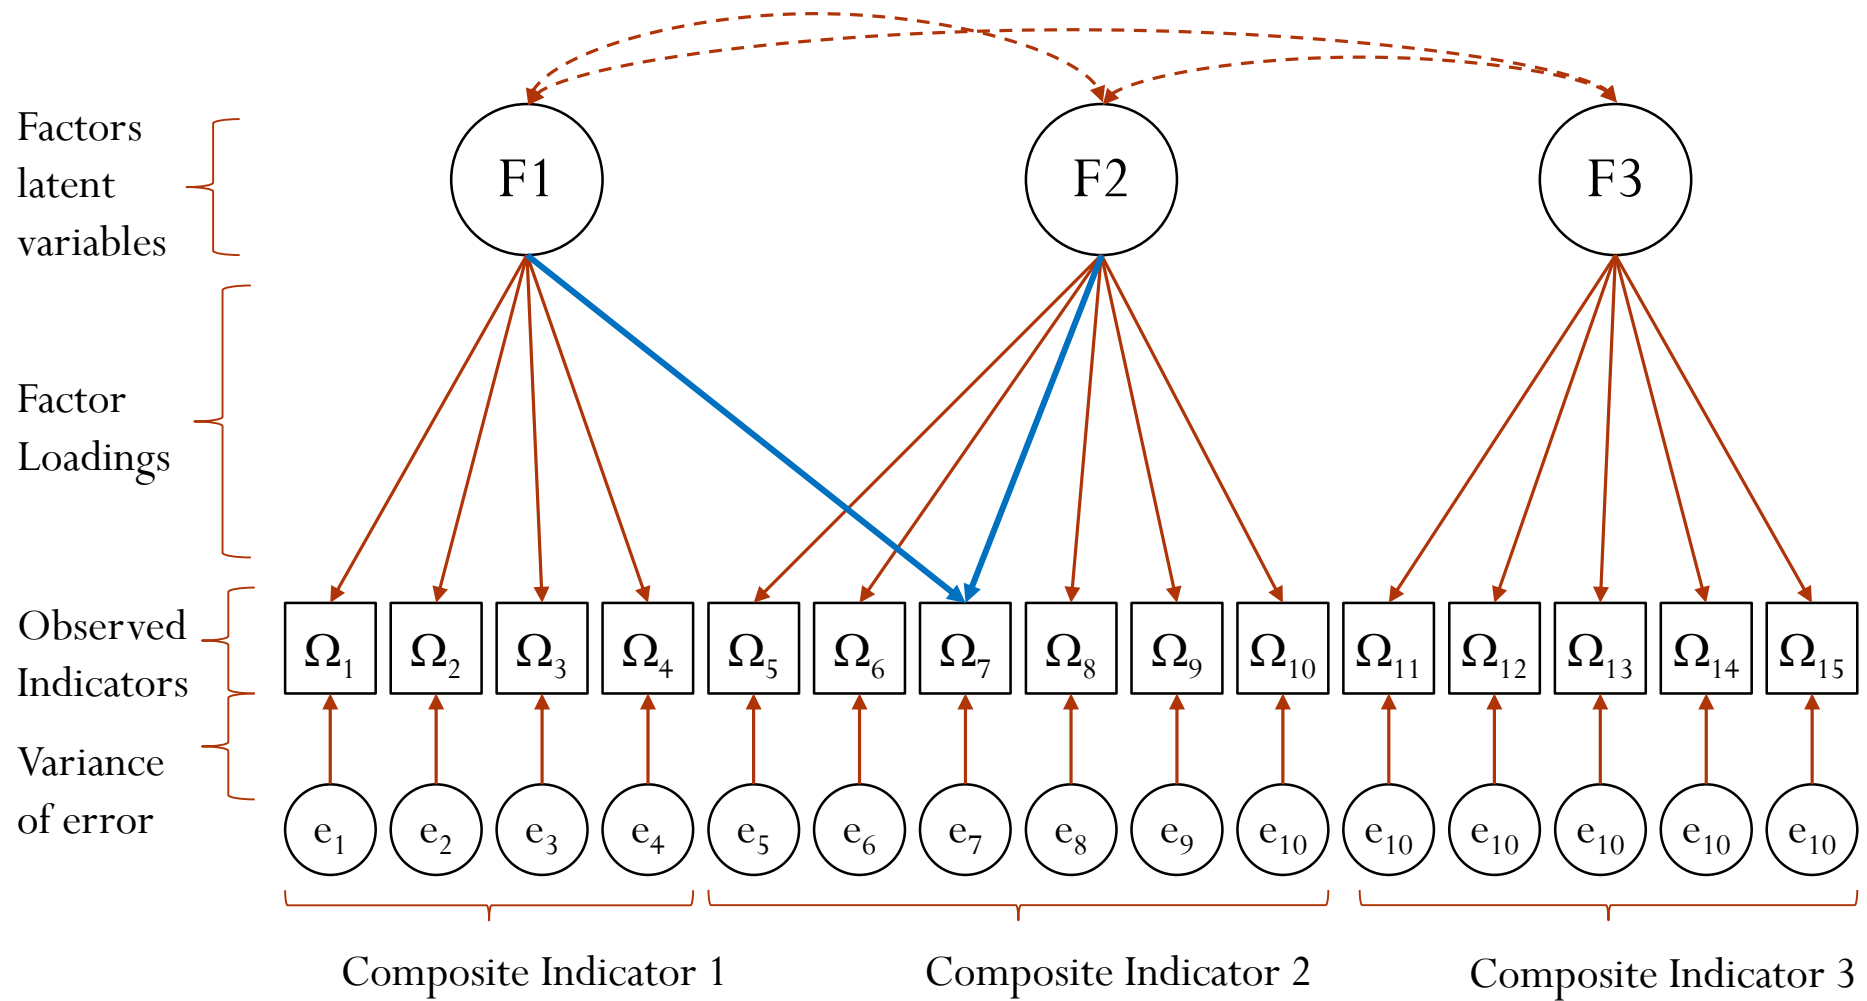 F1 F2 F3
Factors
latent
variables
Factor
Loadings
Observed
Indicators
Ω1 Ω2 Ω3 Ω4 Ω5 Ω6 Ω7 Ω8 Ω9 Ω10 Ω11 Ω12 Ω13 Ω14 Ω15
Variance
of error
e1 e2 e3 e4 e5 e6 e7 e8 e9 e10 e10 e10 e10 e10 e10
Composite Indicator 1 Composite Indicator 2 Composite Indicator 3